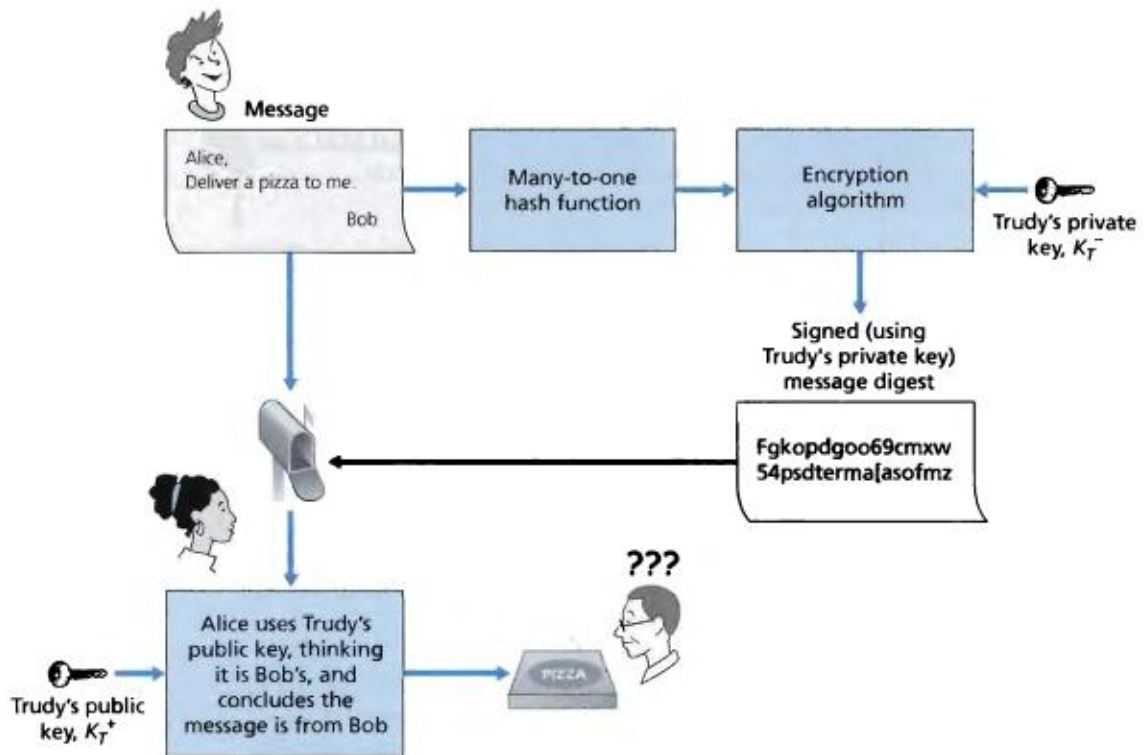 Message
Alice,
Deliver a pizza to me.
Bob
Many-to-one
hash function
Encryption
algorithm
Trudy's private
key, K_T^-
Signed (using
Trudy's private key)
message digest
Fgkopdgoo69cmxw
54psdterma[asofmz
???
Alice uses Trudy's
public key, thinking
it is Bob's, and
concludes the
message is from Bob
PIZZA
Trudy's public
key, K_T^+